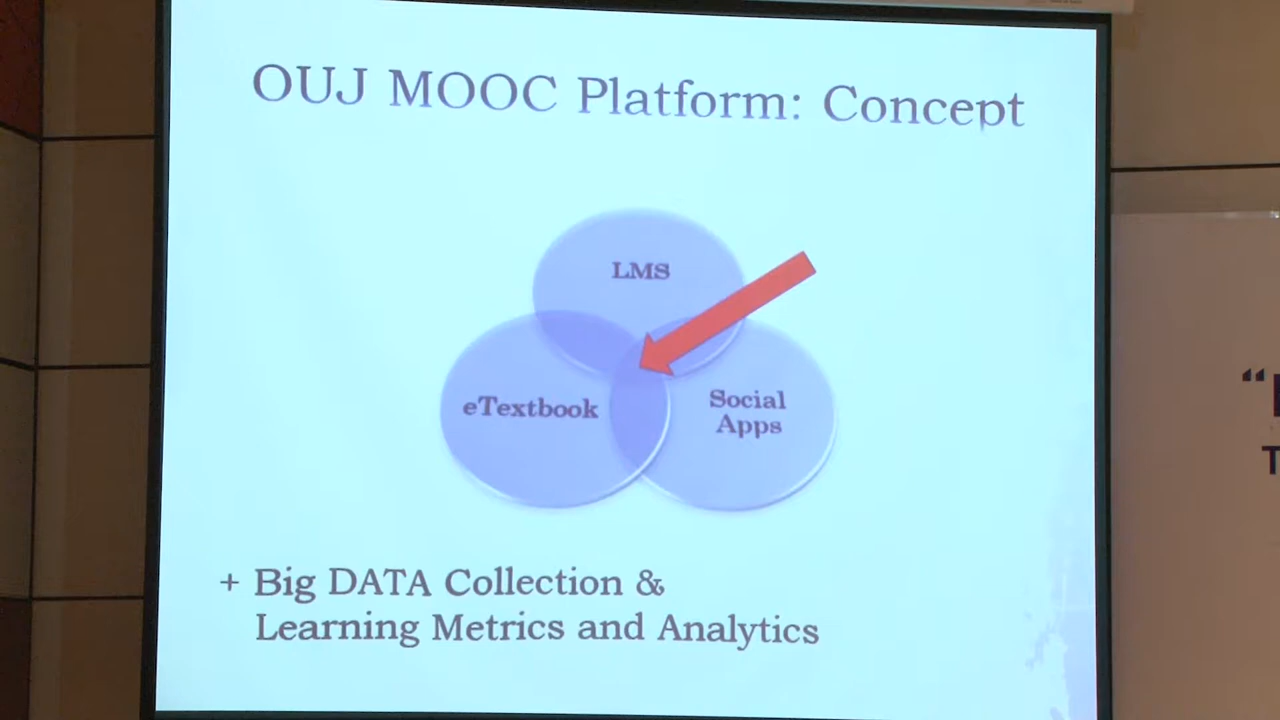 OUJ MOOC Platform: Concept
LMS
eTextbook
Social
Apps
+ Big DATA Collection &
Learning Metrics and Analytics
“
T